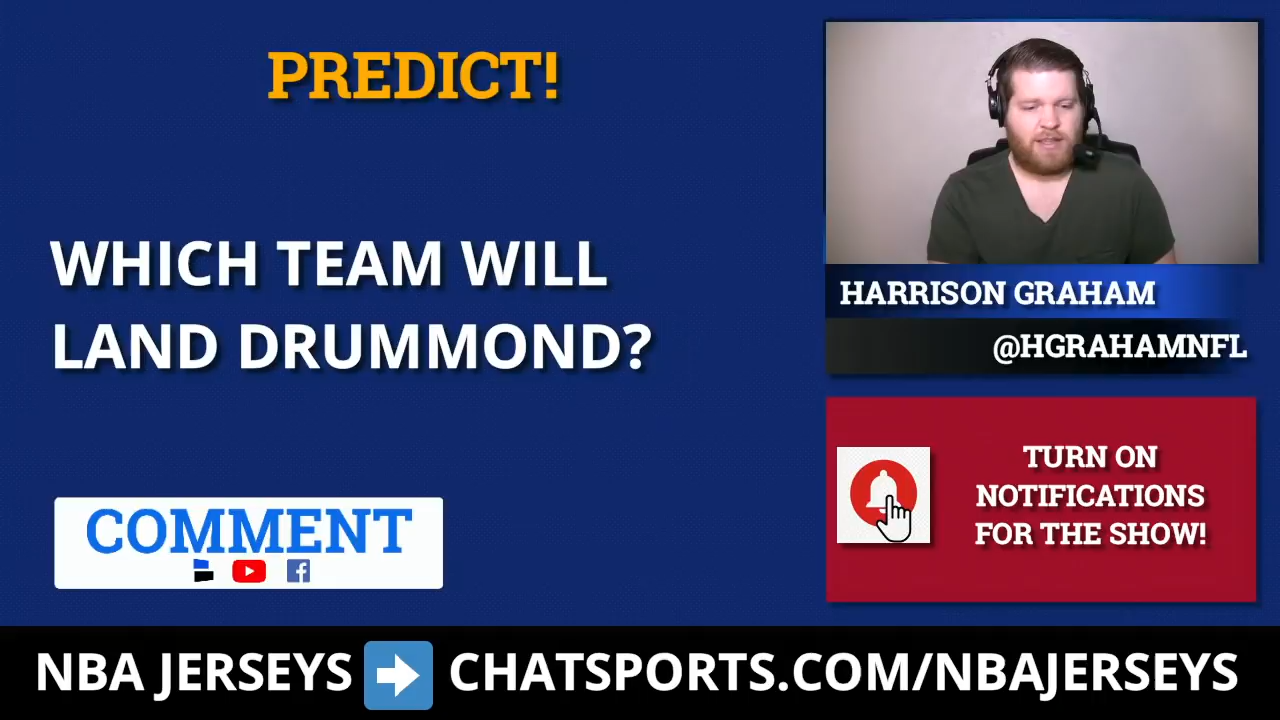 PREDICT!
WHICH TEAM WILL
LAND DRUMMOND?
COMMENT
HARRISON GRAHAM
@HGRAHAMNFL
TURN ON
NOTIFICATIONS
FOR THE SHOW!
NBA JERSEYS ➡ CHATSPORTS.COM/NBAJERSEYS